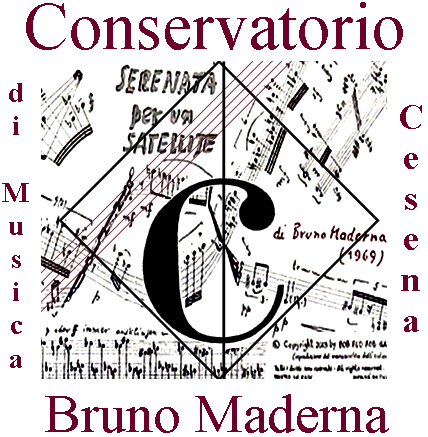 Conservatorio
di Musica
Cesena
SERENATA
per un
SATELLITE
C
di Bruno Maderna
(1969)
Bruno Maderna